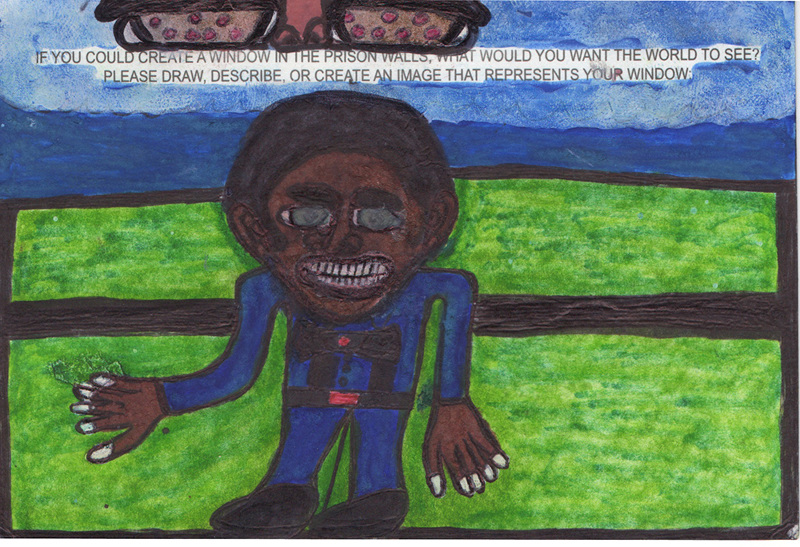 IF YOU COULD CREATE A WINDOW IN THE PRISON WALLS, WHAT WOULD YOU WANT THE WORLD TO SEE?
PLEASE DRAW, DESCRIBE, OR CREATE AN IMAGE THAT REPRESENTS YOUR WINDOW: